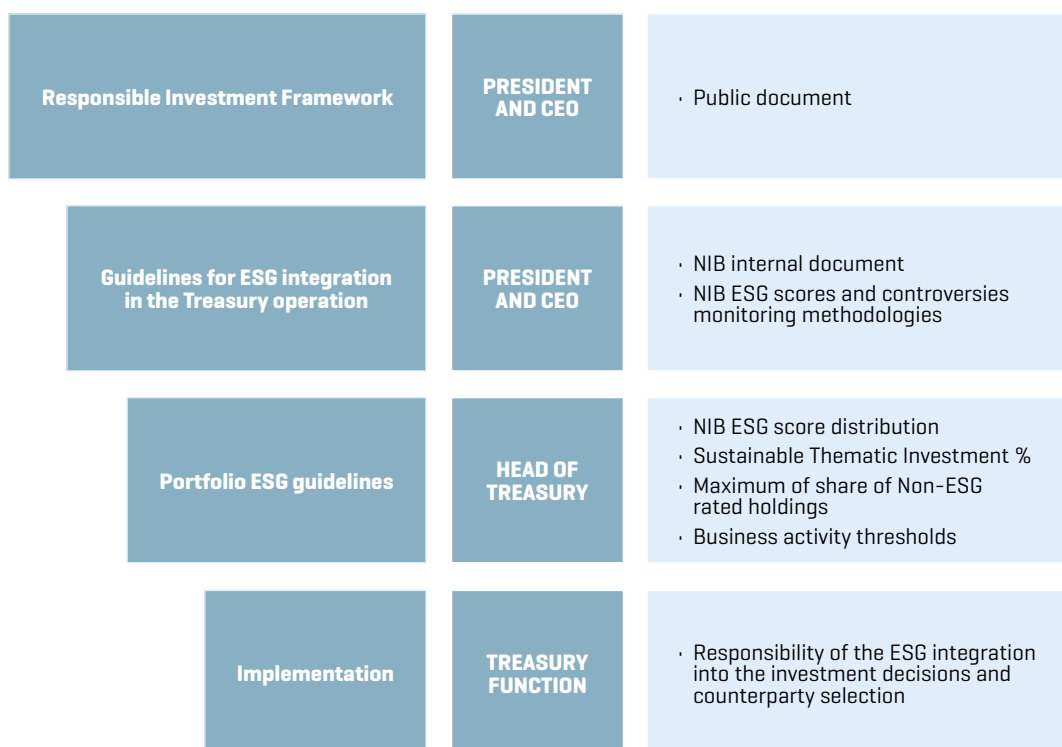 Responsible Investment Framework
PRESIDENT
AND CEO
· Public document
Guidelines for ESG integration
in the Treasury operation
PRESIDENT
AND CEO
· NIB internal document
· NIB ESG scores and controversies
monitoring methodologies
Portfolio ESG guidelines
HEAD OF
TREASURY
· NIB ESG score distribution
· Sustainable Thematic Investment %
· Maximum of share of Non-ESG
rated holdings
· Business activity thresholds
Implementation
TREASURY
FUNCTION
· Responsibility of the ESG integration
into the investment decisions and
counterparty selection